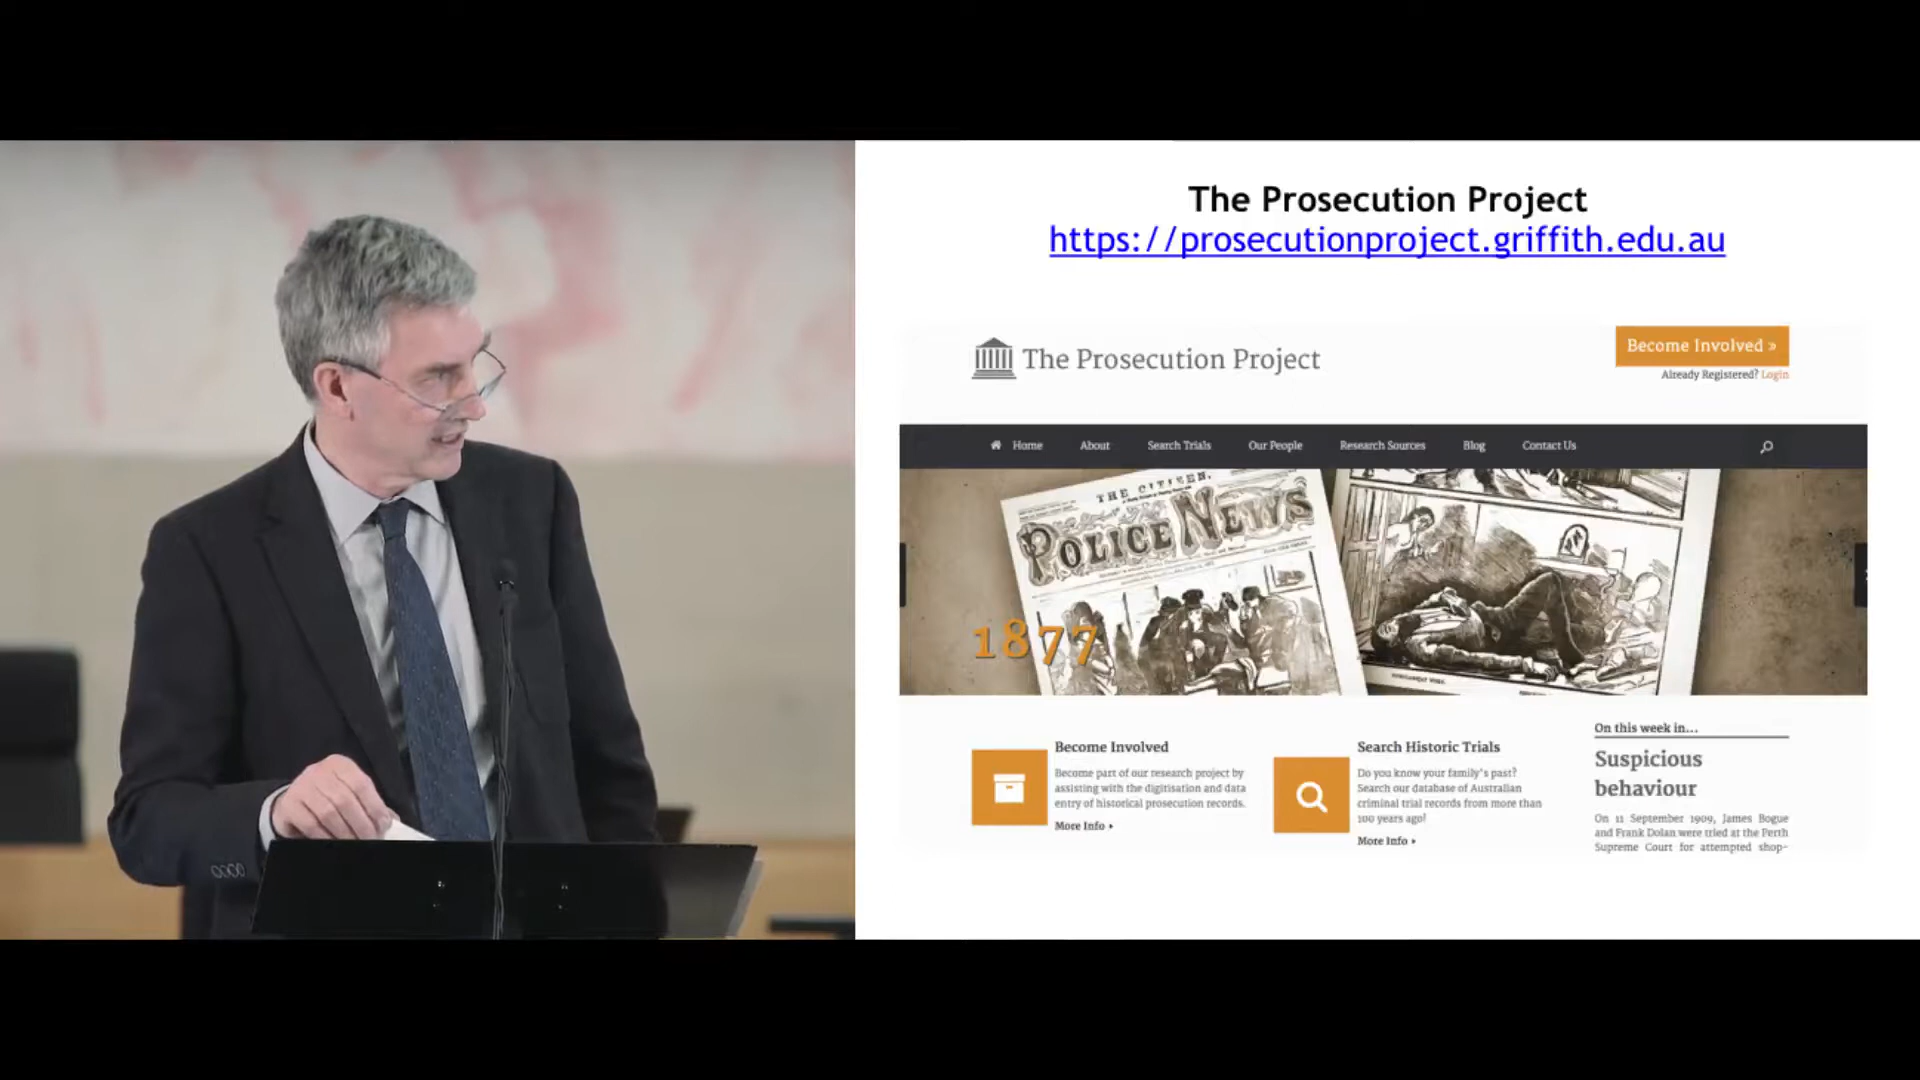 The Prosecution Project
https://prosecutionproject.griffith.edu.au
The Prosecution Project
Become Involved »
Already Registered? Login
Home About Search Trials Our People Research Sources Blog Contact Us
THE CITIZEN.
POLICE NEWS
1877
Become Involved
Become part of our research project by
assisting with the digitisation and data
entry of historical prosecution records.
More Info
Search Historic Trials
Do you know your family's past?
Search our database of Australian
criminal trial records from more than
100 years ago!
More Info
On this week in...
Suspicious
behaviour
On 11 September 1909, James Bogue
and Frank Dolan were tried at the Perth
Supreme Court for attempted shop-